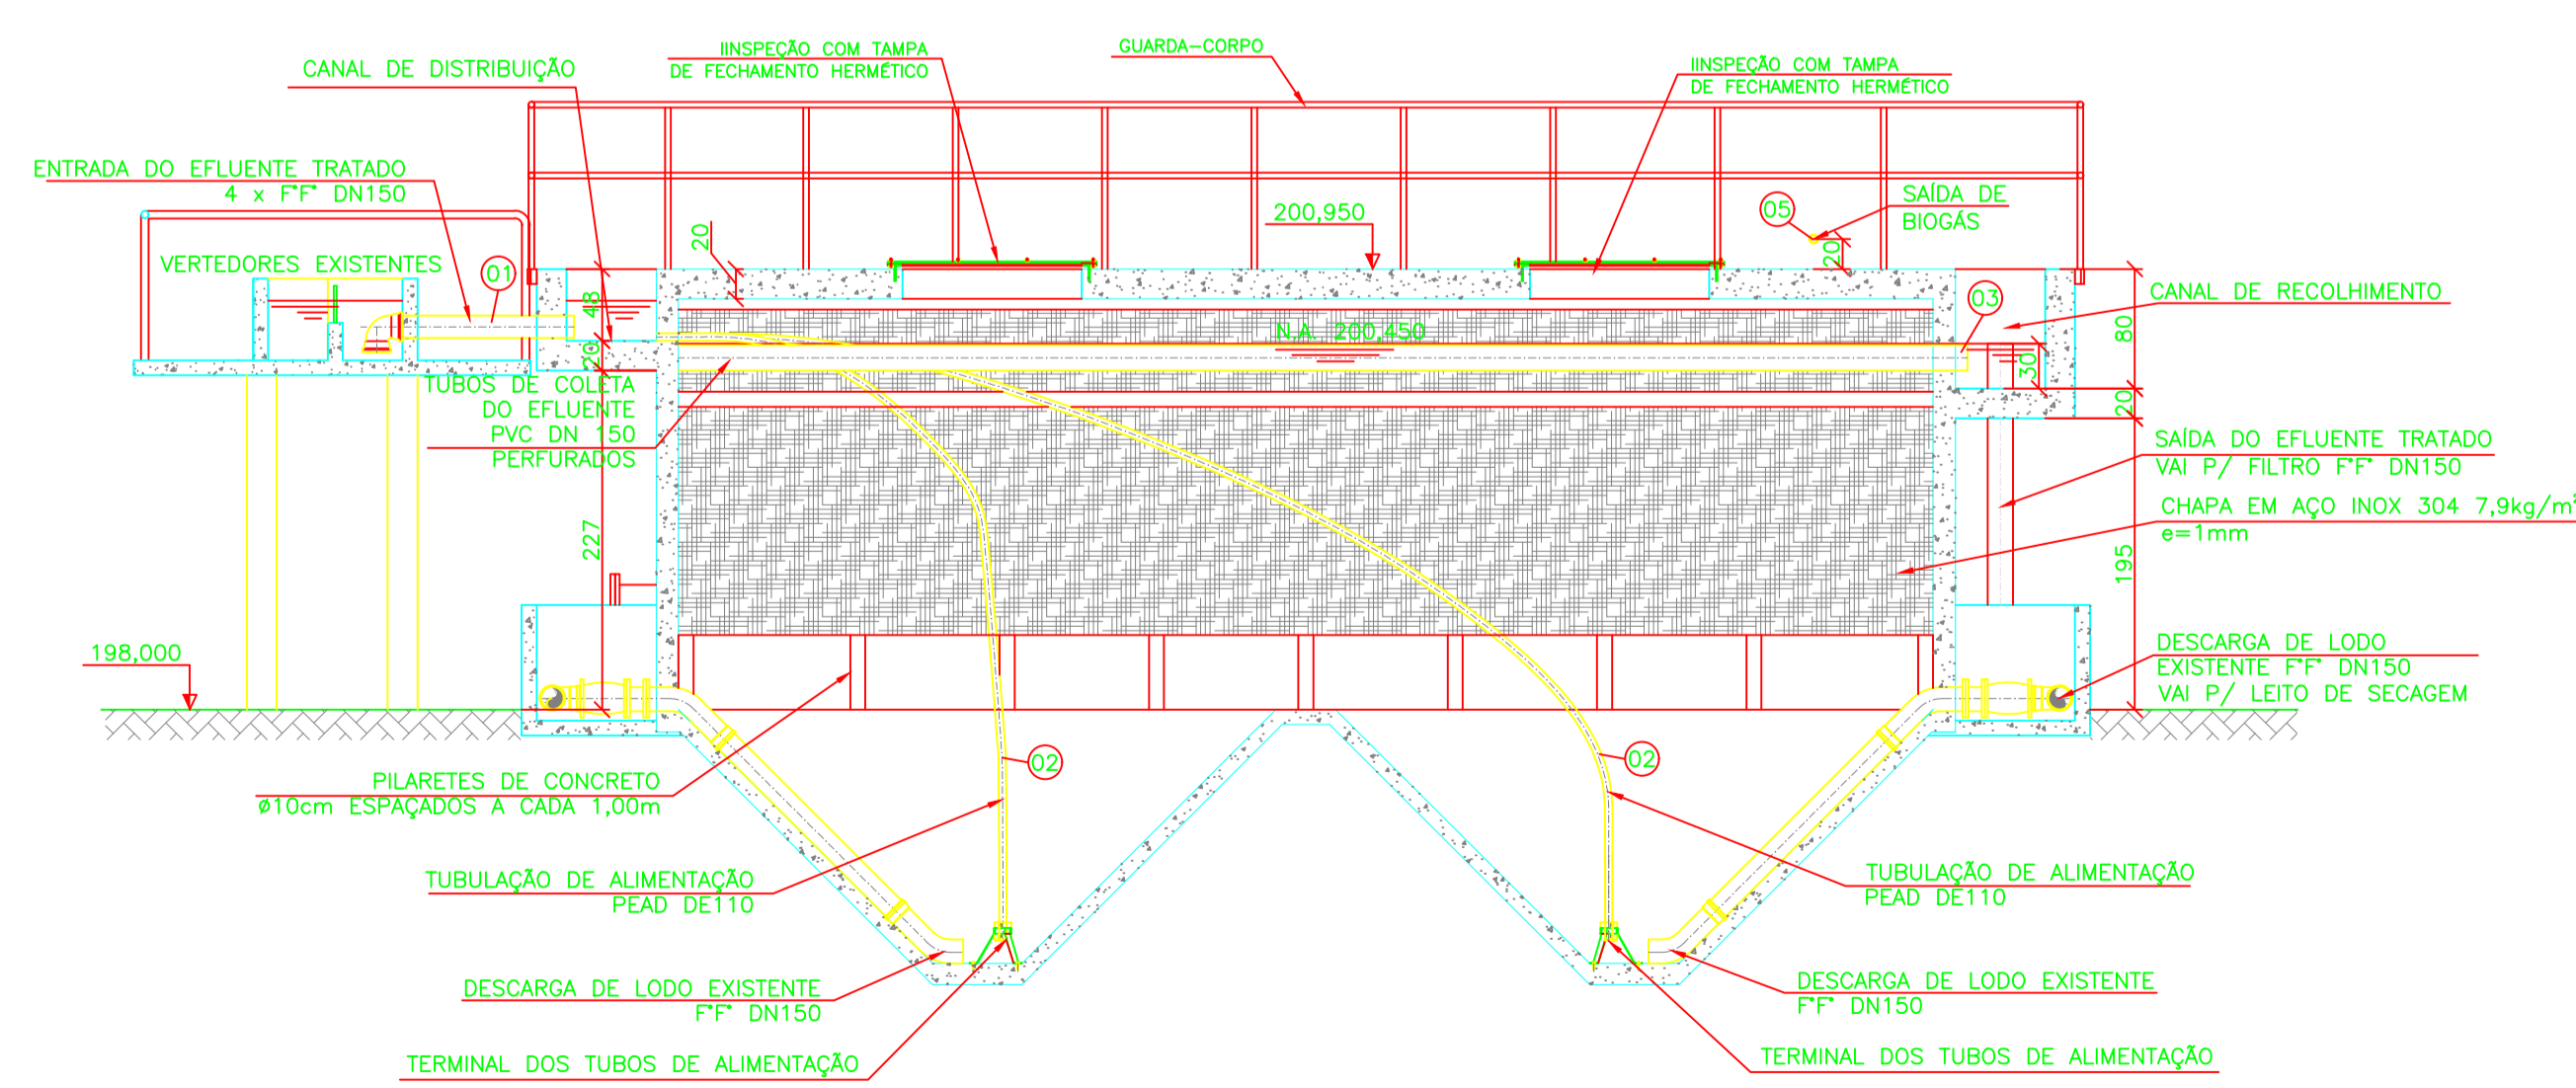 IINSPEÇÃO COM TAMPA
DE FECHAMENTO HERMÉTICO
GUARDA-CORPO
CANAL DE DISTRIBUIÇÃO
IINSPEÇÃO COM TAMPA
DE FECHAMENTO HERMÉTICO
ENTRADA DO EFLUENTE TRATADO
4 x F°F° DN150
SAÍDA DE
BIOGÁS
05
200,950
20
20
VERTEDORES EXISTENTES
01
48
20
227
03
CANAL DE RECOLHIMENTO
N.A. 200,450
80
30
20
195
TUBOS DE COLETA
DO EFLUENTE
PVC DN 150
PERFURADOS
SAÍDA DO EFLUENTE TRATADO
VAI P/ FILTRO F°F° DN150
CHAPA EM AÇO INOX 304 7,9kg/m²
e=1mm
198,000
DESCARGA DE LODO
EXISTENTE F°F° DN150
VAI P/ LEITO DE SECAGEM
PILARETES DE CONCRETO
ø10cm ESPAÇADOS A CADA 1,00m
02
02
TUBULAÇÃO DE ALIMENTAÇÃO
PEAD DE110
TUBULAÇÃO DE ALIMENTAÇÃO
PEAD DE110
DESCARGA DE LODO EXISTENTE
F°F° DN150
DESCARGA DE LODO EXISTENTE
F°F° DN150
TERMINAL DOS TUBOS DE ALIMENTAÇÃO
TERMINAL DOS TUBOS DE ALIMENTAÇÃO